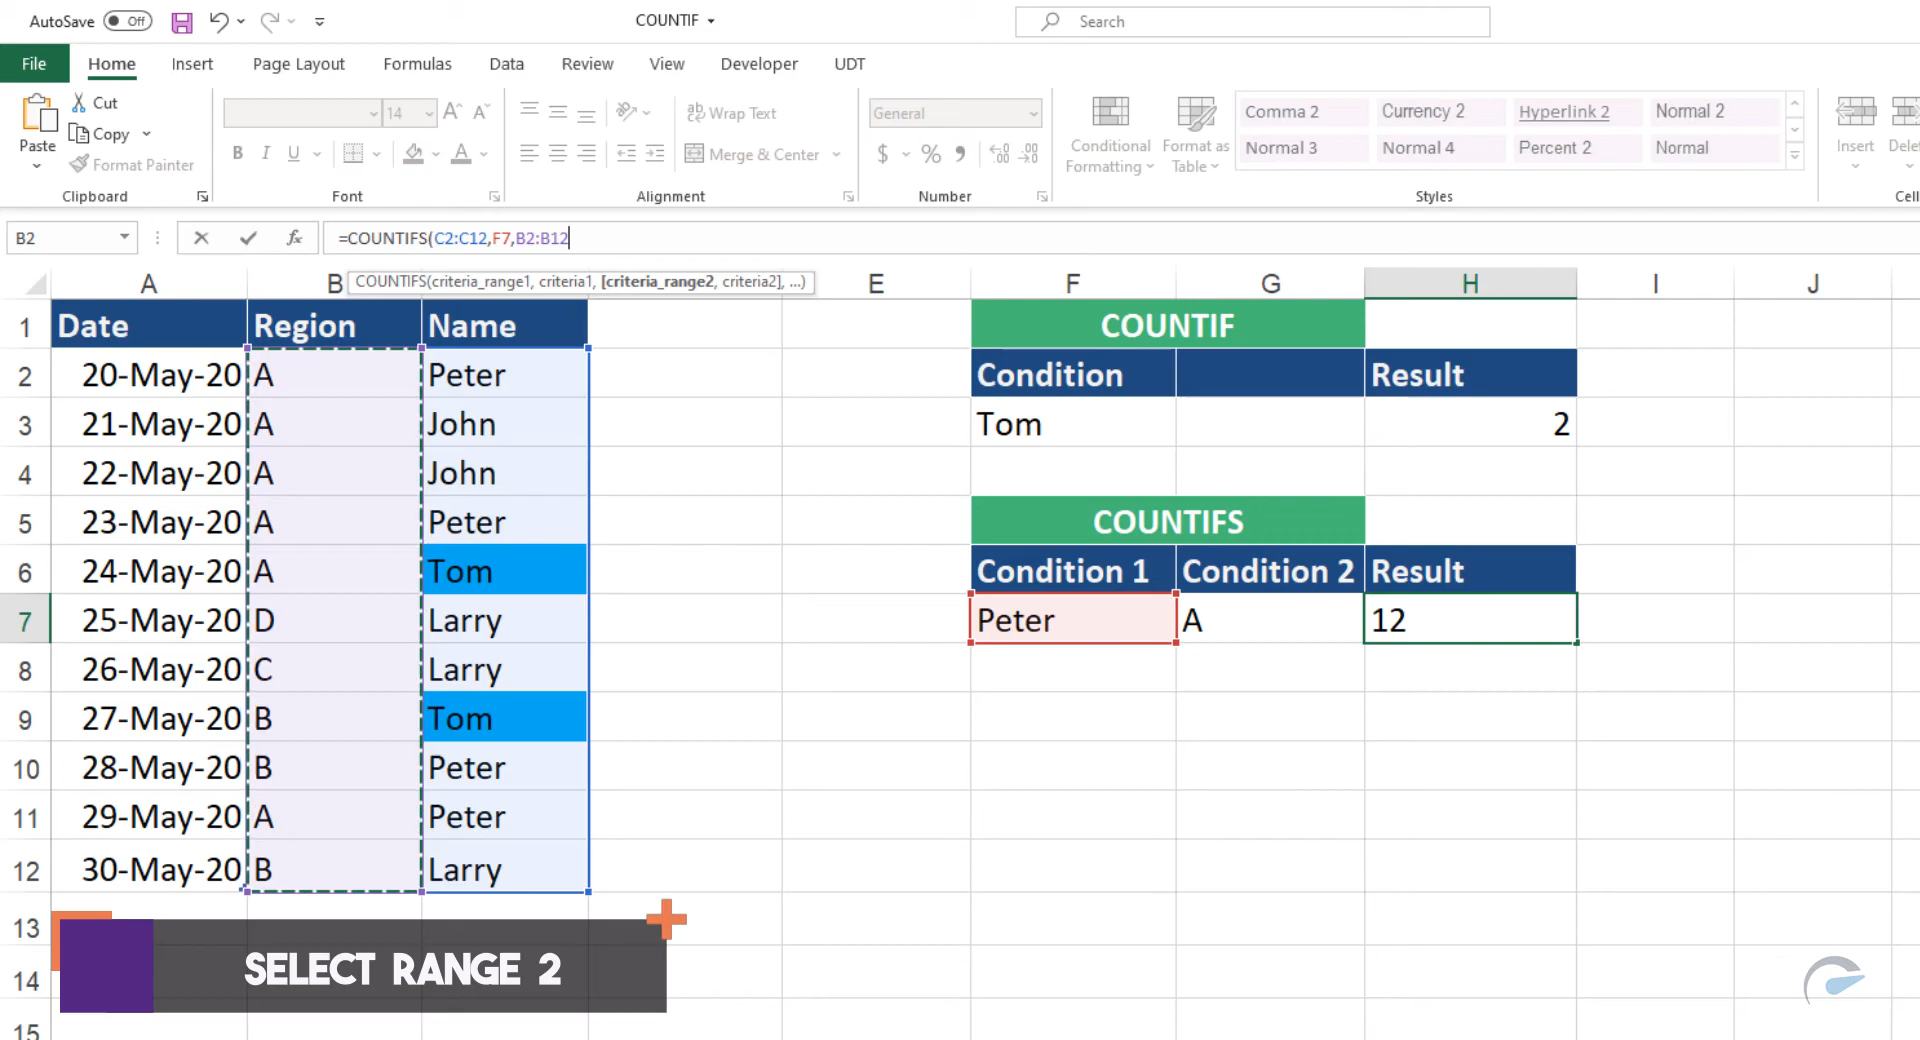 AutoSave Off COUNTIF Search
File Home Insert Page Layout Formulas Data Review View Developer UDT
Cut
Copy
Paste
Format Painter
Clipboard
14
B I U
Font
Wrap Text
Merge & Center
Alignment
General
$ % ,
Number
Conditional Formatting
Format as Table
Comma 2 Currency 2 Hyperlink 2 Normal 2
Normal 3 Normal 4 Percent 2 Normal
Styles
Insert Delet
Cell
B2 fx =COUNTIFS(C2:C12,F7,B2:B12
COUNTIFS(criteria_range1, criteria1, [criteria_range2, criteria2], ...)
A B E F G H I J
1 Date Region Name COUNTIF
2 20-May-20 A Peter Condition Result
3 21-May-20 A John Tom 2
4 22-May-20 A John
5 23-May-20 A Peter COUNTIFS
6 24-May-20 A Tom Condition 1 Condition 2 Result
7 25-May-20 D Larry Peter A 12
8 26-May-20 C Larry
9 27-May-20 B Tom
10 28-May-20 B Peter
11 29-May-20 A Peter
12 30-May-20 B Larry
13
SELECT RANGE 2
14
15